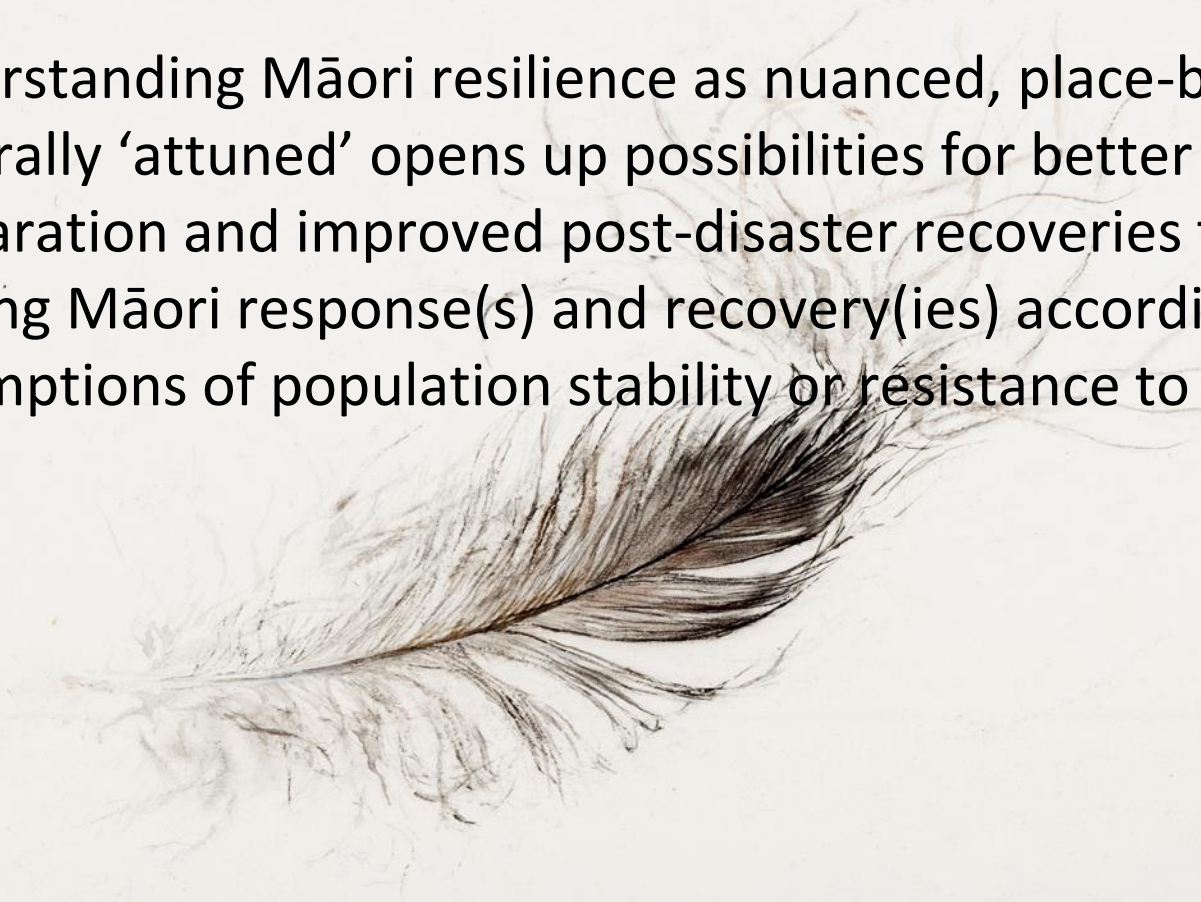 rstanding Māori resilience as nuanced, place-b
rally ‘attuned’ opens up possibilities for better
aration and improved post-disaster recoveries
ng Māori response(s) and recovery(ies) accordi
mptions of population stability or resistance to